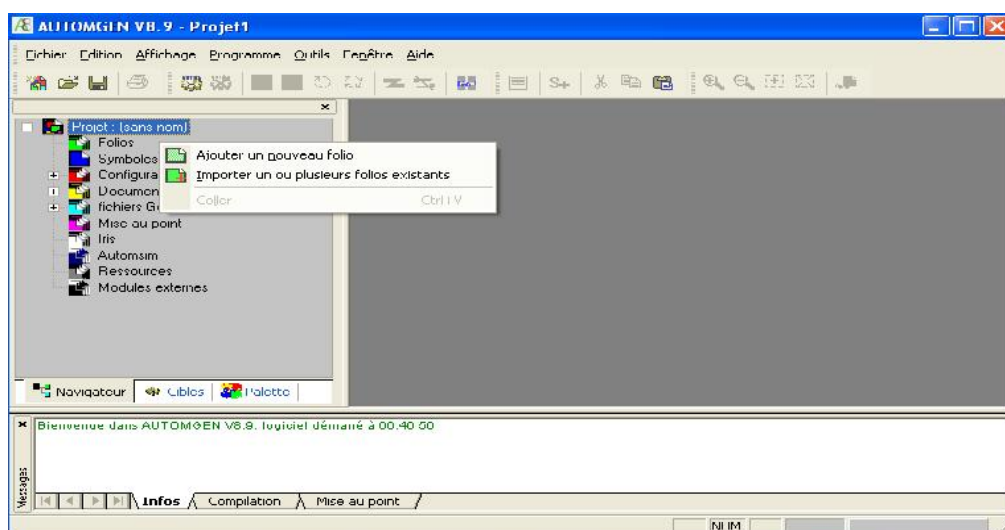 AUTOMGEN V8.9 - Projet1
Fichier Edition Affichage Programme Outils Fenêtre Aide
Projet : (sans nom)
Folios
Symboles
Configura
Documen
fichiers G
Mise au point
Iris
Automsim
Ressources
Modules externes
Ajouter un nouveau folio
Importer un ou plusieurs folios existants
Coller Ctrl+V
Navigateur Cibles Palette
Bienvenue dans AUTOMGEN V8.9, logiciel démarré à 00:40:50
Messages
Infos Compilation Mise au point
NUM